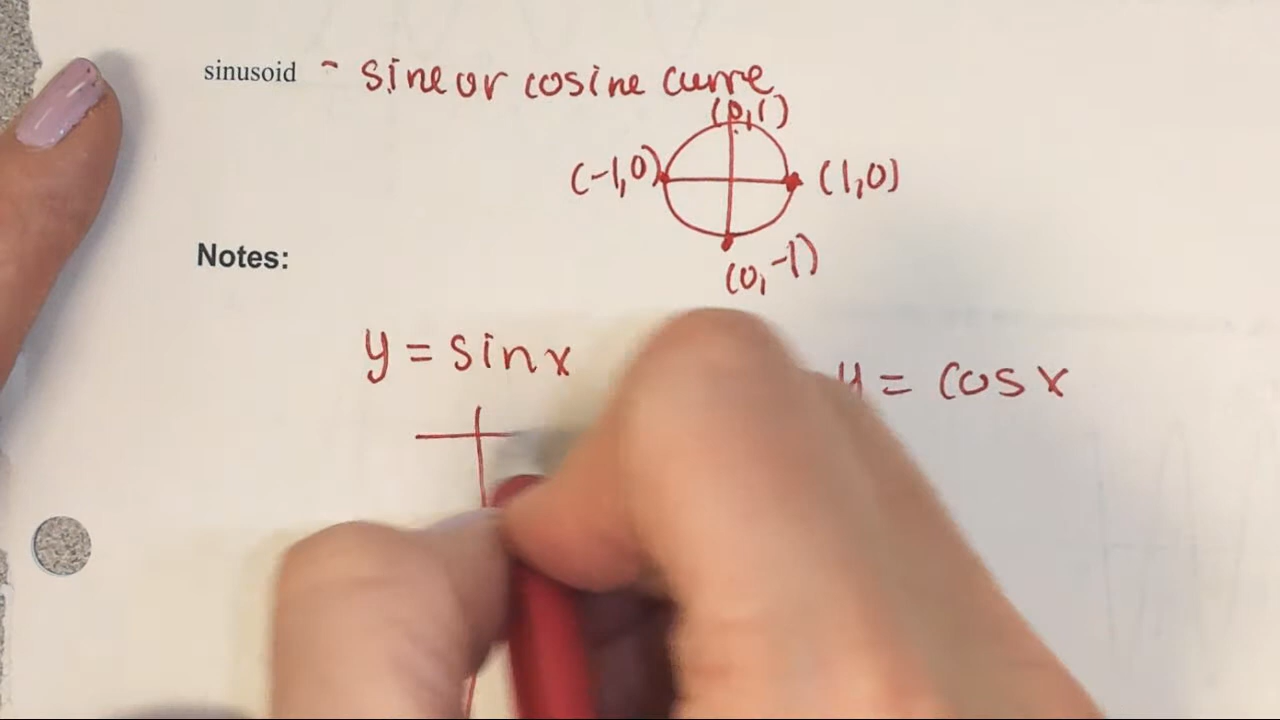 sinusoid - sine or cosine curve
(0,1)
(-1,0) (1,0)
(0,-1)
Notes:
y = sin x
y = cos x